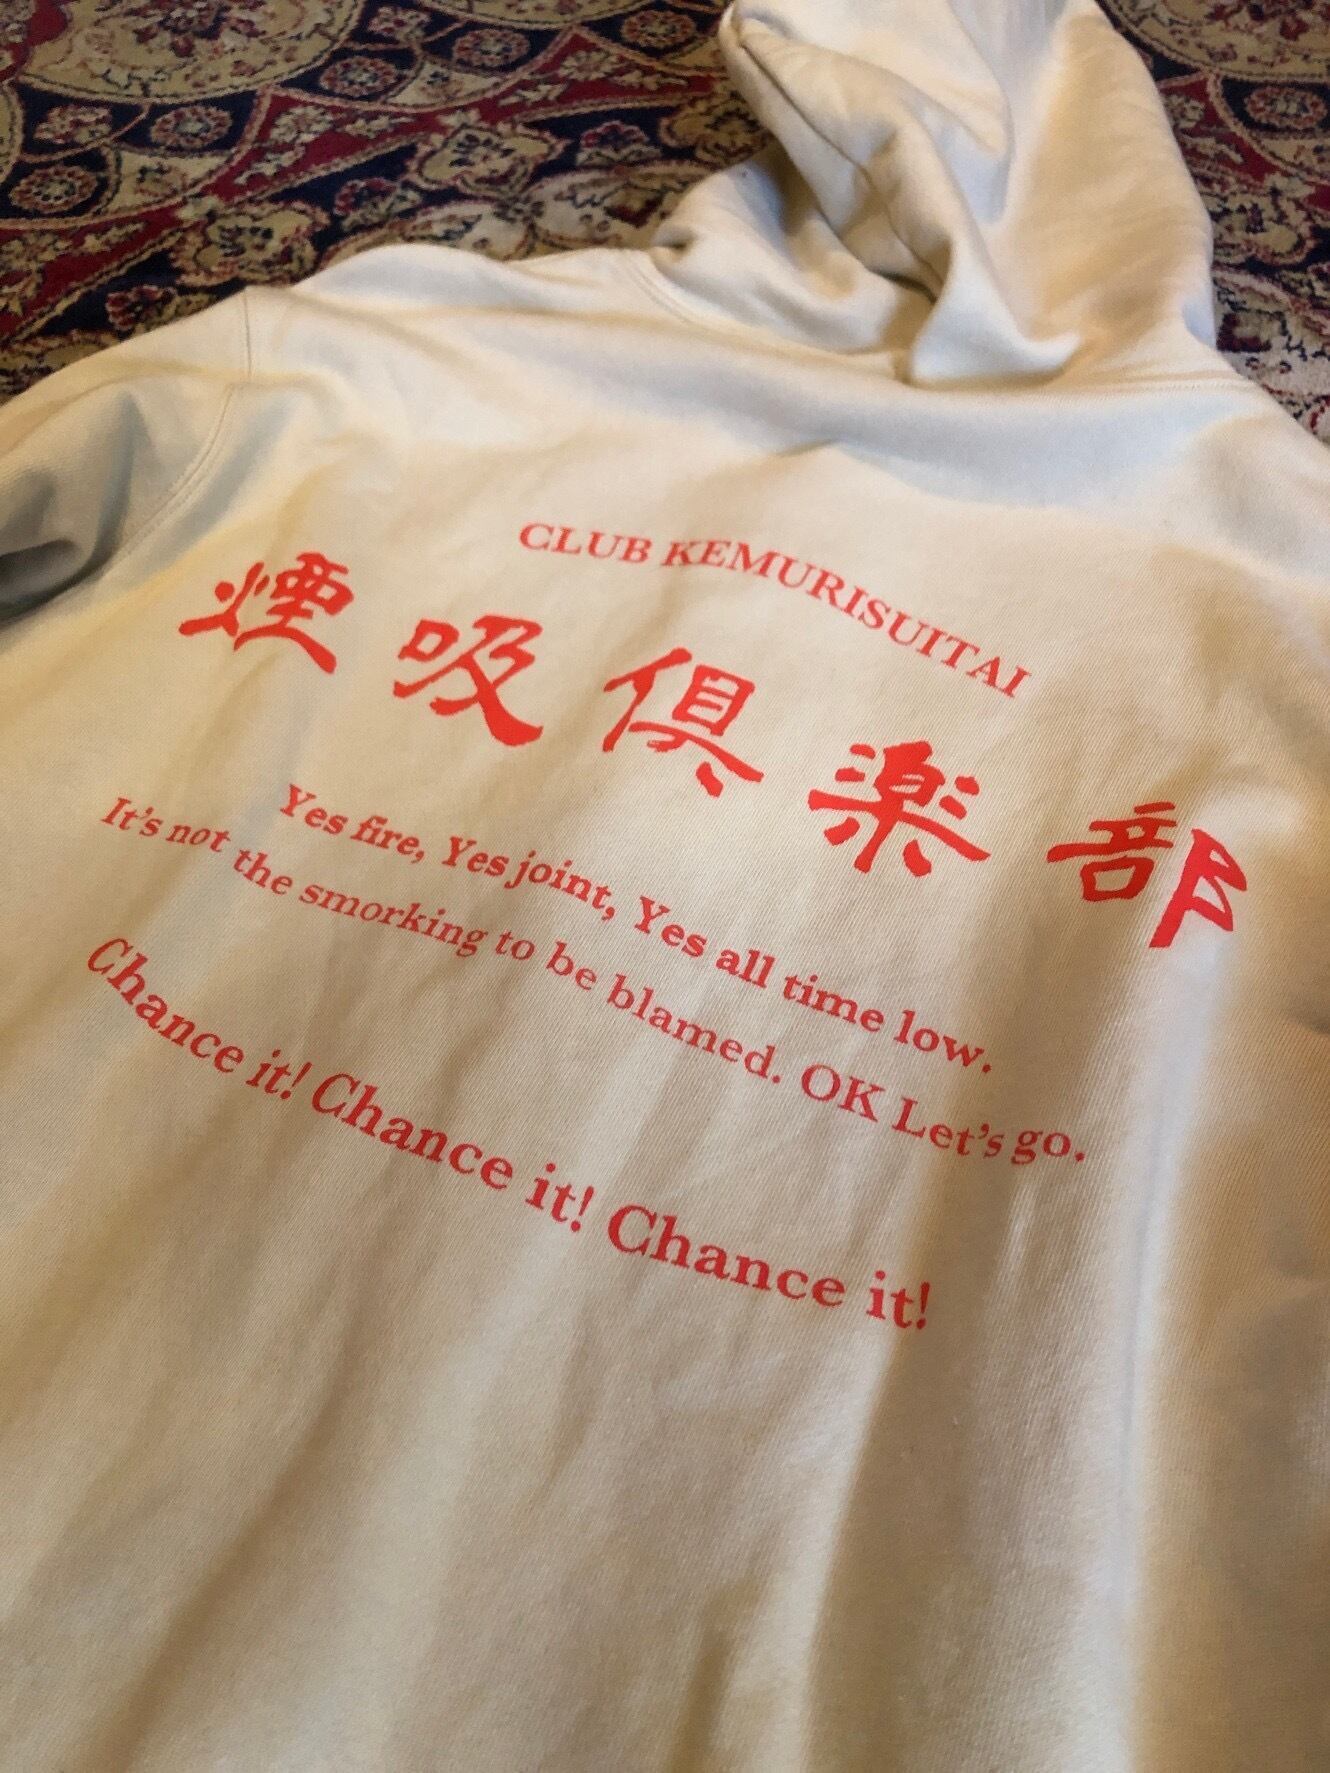 CLUB KEMURISUITAI
煙吸倶楽部
Yes fire, Yes joint, Yes all time low.
It's not the smorking to be blamed. OK Let's go.
Chance it! Chance it! Chance it!